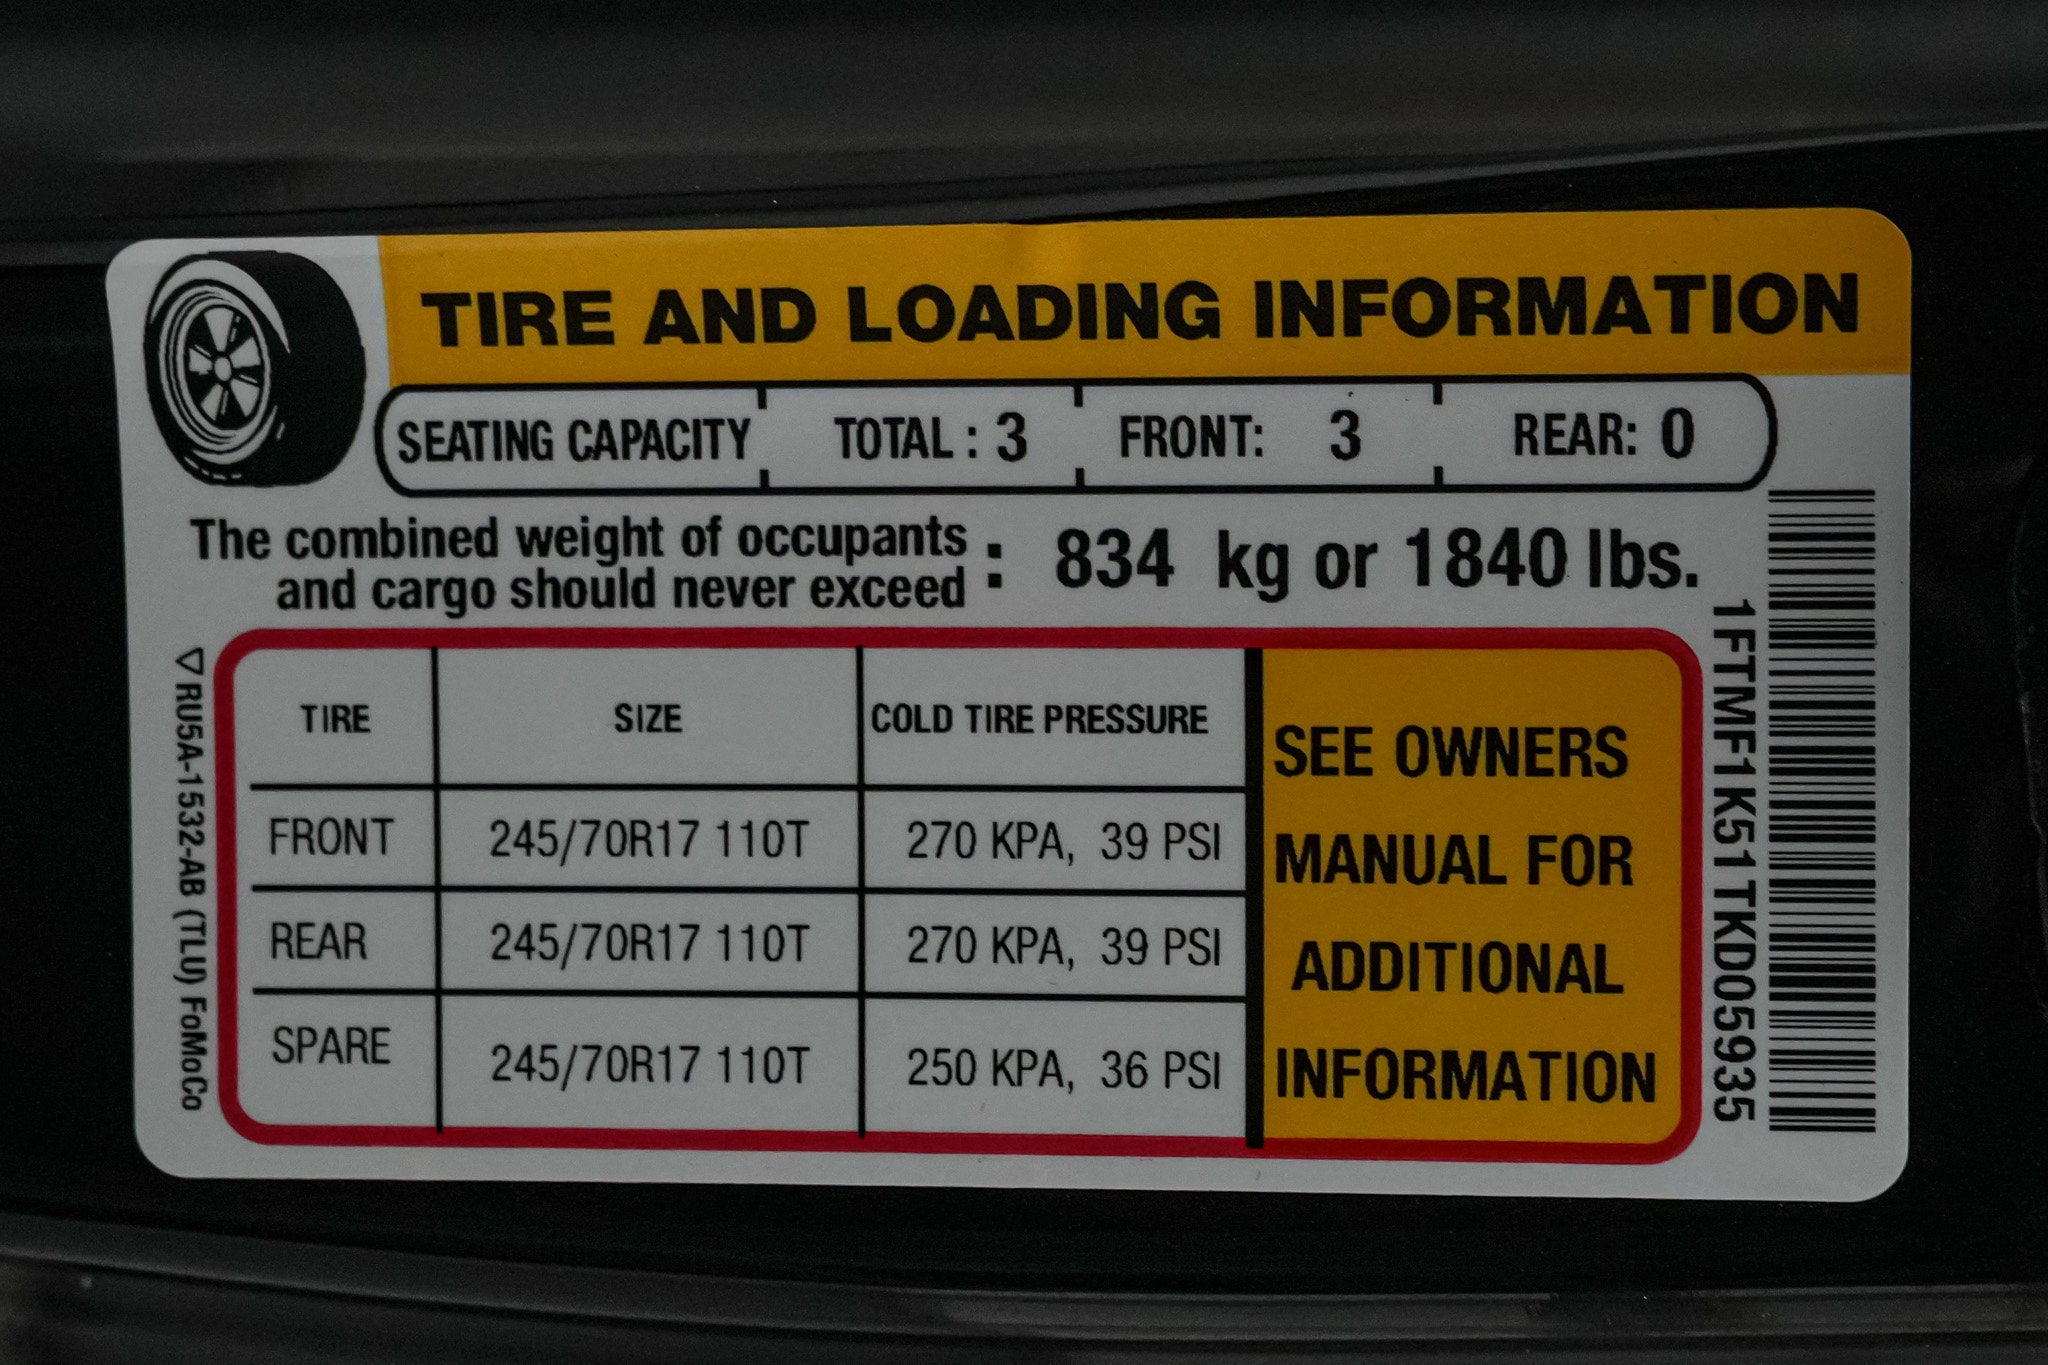 TIRE AND LOADING INFORMATION
SEATING CAPACITY TOTAL : 3 FRONT: 3 REAR: 0
The combined weight of occupants
and cargo should never exceed : 834 kg or 1840 lbs.
TIRE SIZE COLD TIRE PRESSURE
FRONT 245/70R17 110T 270 KPA, 39 PSI
REAR 245/70R17 110T 270 KPA, 39 PSI
SPARE 245/70R17 110T 250 KPA, 36 PSI
SEE OWNERS
MANUAL FOR
ADDITIONAL
INFORMATION
RU5A-1532-AB (TLU) FoMoCo
1FTMF1K51TKD05935